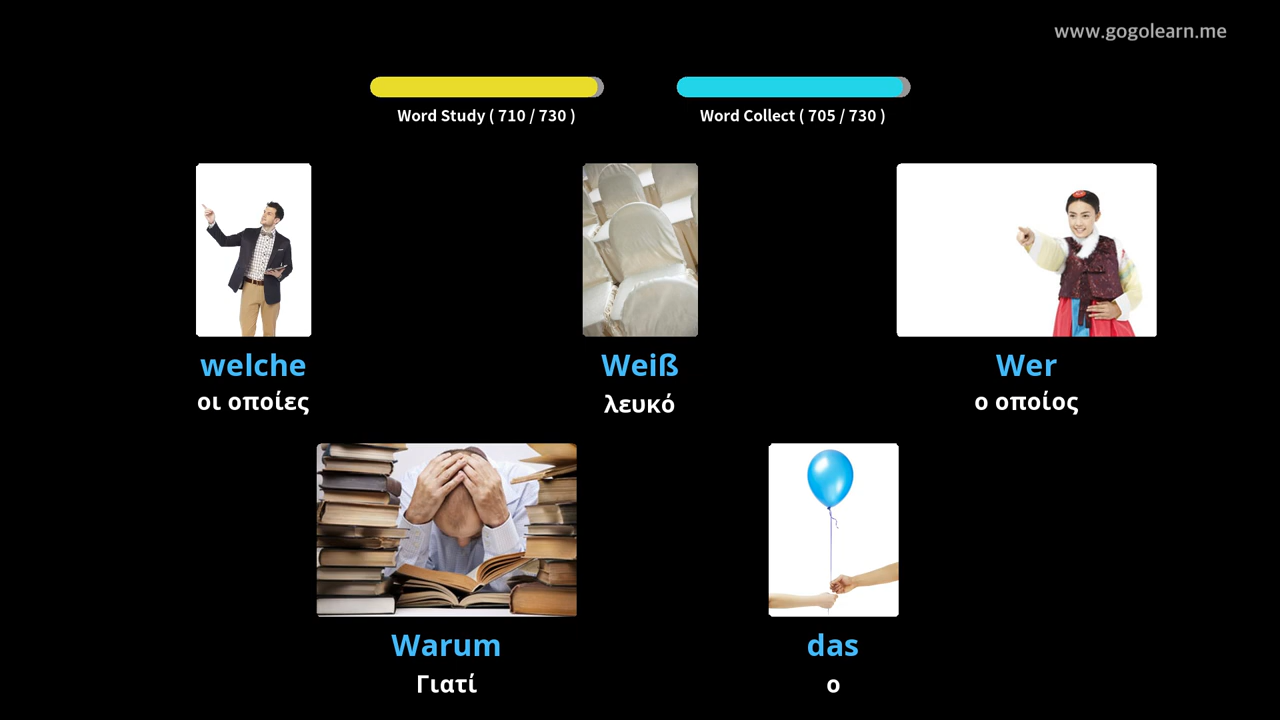 www.gogolearn.me
Word Study ( 710 / 730 )
Word Collect ( 705 / 730 )
welche
οι οποίες
Weiß
λευκό
Wer
ο οποίος
Warum
Γιατί
das
ο